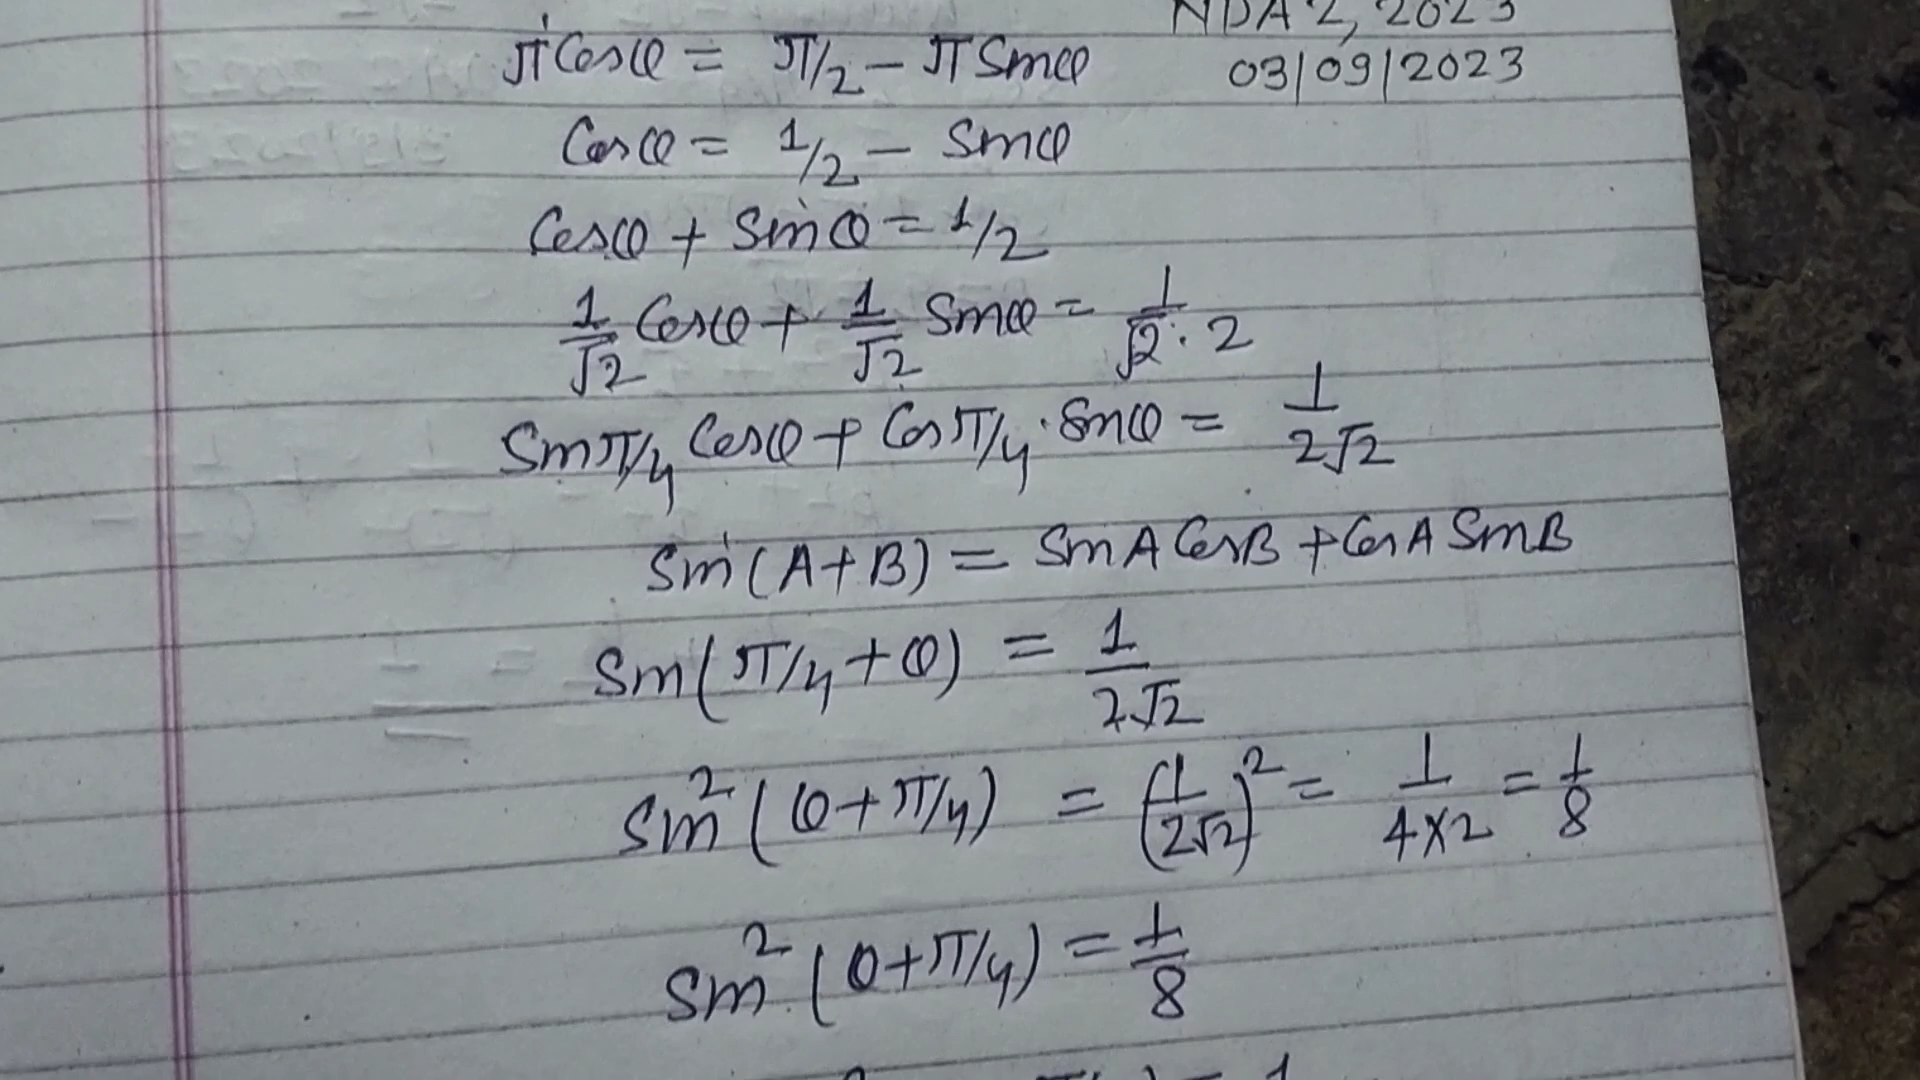 NDA 2, 2023
πCosθ = π/2 - πSinθ
03/09/2023
Cosθ = 1/2 - Sinθ
Cosθ + Sinθ = 1/2
1/√2 Cosθ + 1/√2 Sinθ = 1/√2·2
Sinπ/4 Cosθ + Cosπ/4·Sinθ = 1/2√2
Sin(A+B) = SinA CosB + CosA SinB
Sin(π/4+θ) = 1/2√2
Sin²(θ+π/4) = (1/2√2)² = 1/4×2 = 1/8
Sin²(θ+π/4) = 1/8